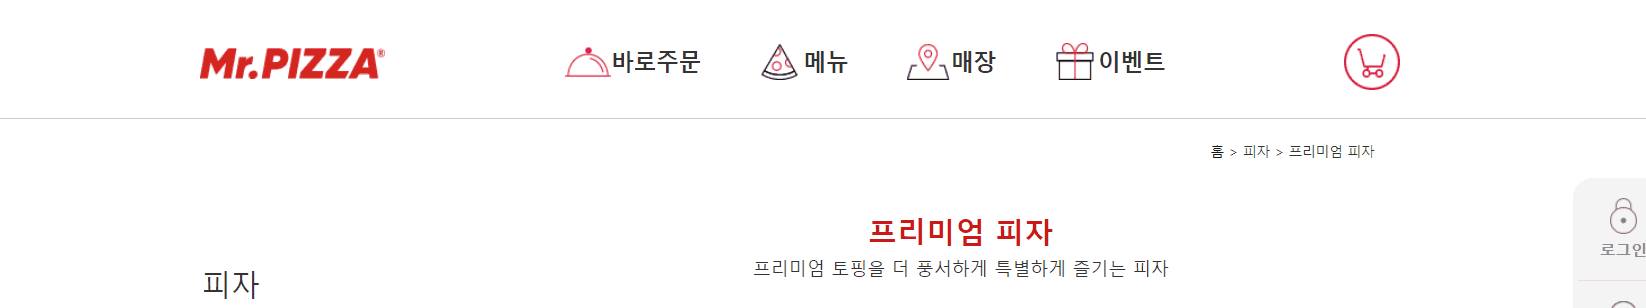 Mr.PIZZA®
바로주문
메뉴
매장
이벤트
홈 > 피자 > 프리미엄 피자
프리미엄 피자
프리미엄 토핑을 더 풍서하게 특별하게 즐기는 피자
피자
로그인